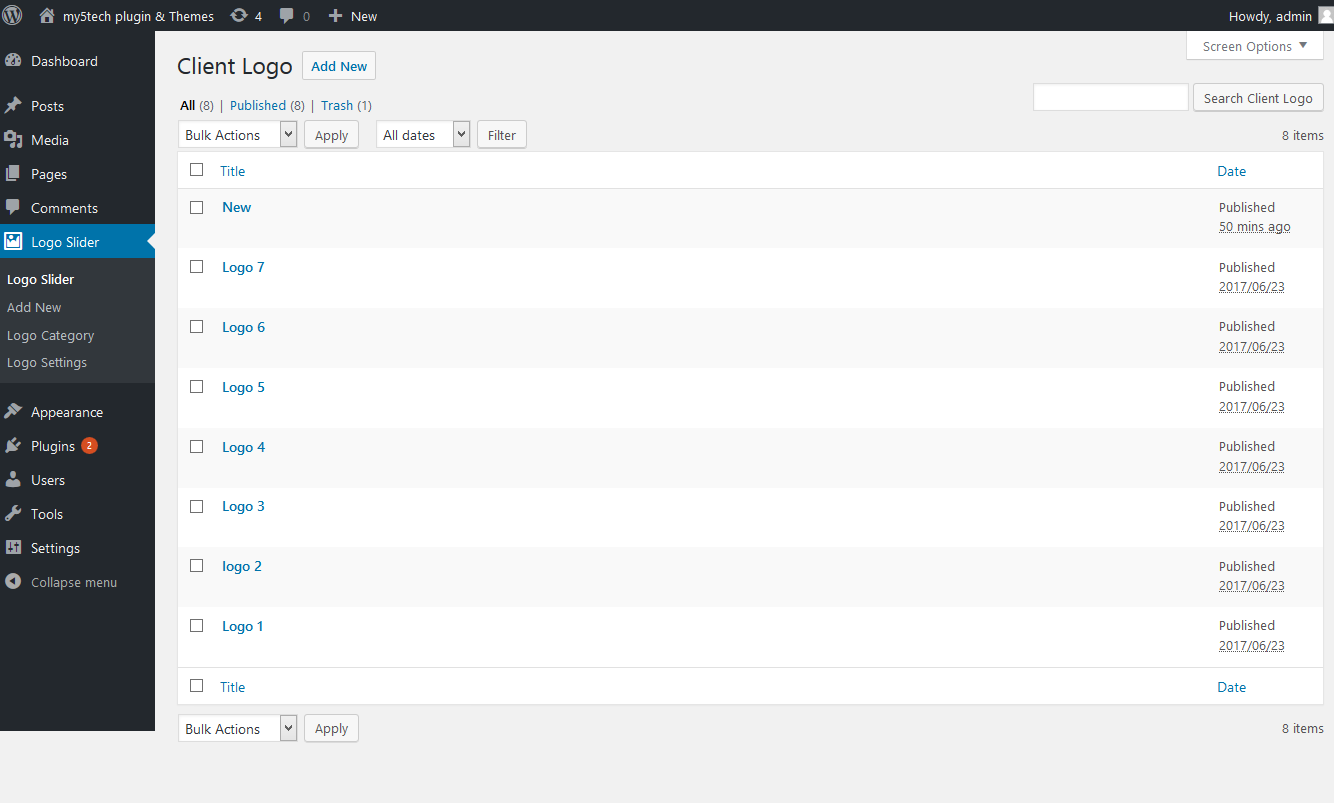 my5tech plugin & Themes 4 0 New Howdy, admin
Screen Options
Dashboard
Posts
Media
Pages
Comments
Logo Slider
Logo Slider
Add New
Logo Category
Logo Settings
Appearance
Plugins 2
Users
Tools
Settings
Collapse menu
Client Logo Add New
Search Client Logo
All (8) | Published (8) | Trash (1)
Bulk Actions Apply All dates Filter 8 items
Title Date
New Published
50 mins ago
Logo 7 Published
2017/06/23
Logo 6 Published
2017/06/23
Logo 5 Published
2017/06/23
Logo 4 Published
2017/06/23
Logo 3 Published
2017/06/23
logo 2 Published
2017/06/23
Logo 1 Published
2017/06/23
Title Date
Bulk Actions Apply 8 items